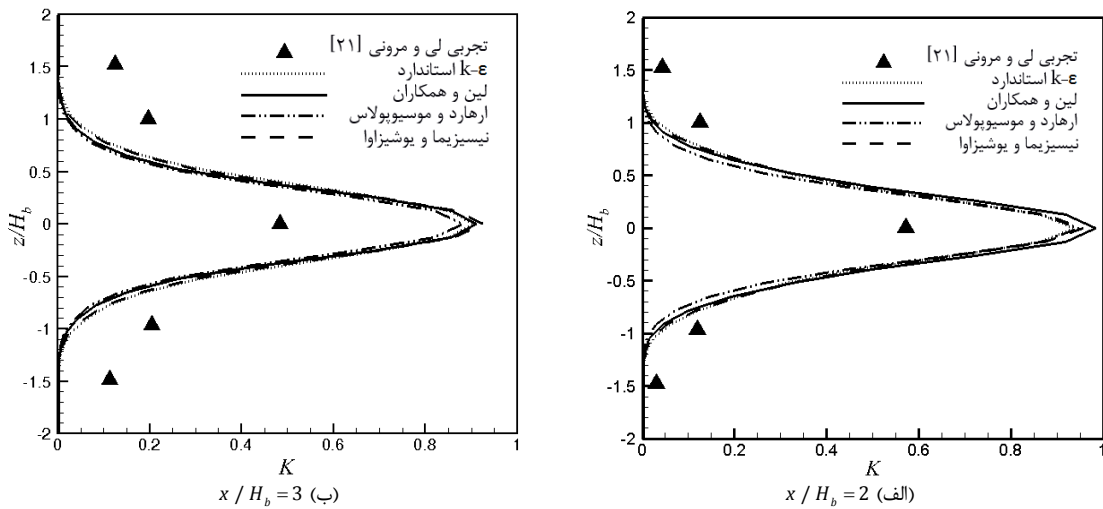 2
1.5
1
0.5
0
-0.5
-1
-1.5
-2
z/H_b
0
0.2
0.4
0.6
0.8
1
K
تجربی لی و مرونی [۲۱]
k-ε استاندارد
لین و همکاران
ارهارد و موسیوپولاس
نیسیزیما و یوشیزاوا
(الف) x / H_b = 2
2
1.5
1
0.5
0
-0.5
-1
-1.5
-2
z/H_b
0
0.2
0.4
0.6
0.8
1
K
تجربی لی و مرونی [۲۱]
k-ε استاندارد
لین و همکاران
ارهارد و موسیوپولاس
نیسیزیما و یوشیزاوا
(ب) x / H_b = 3